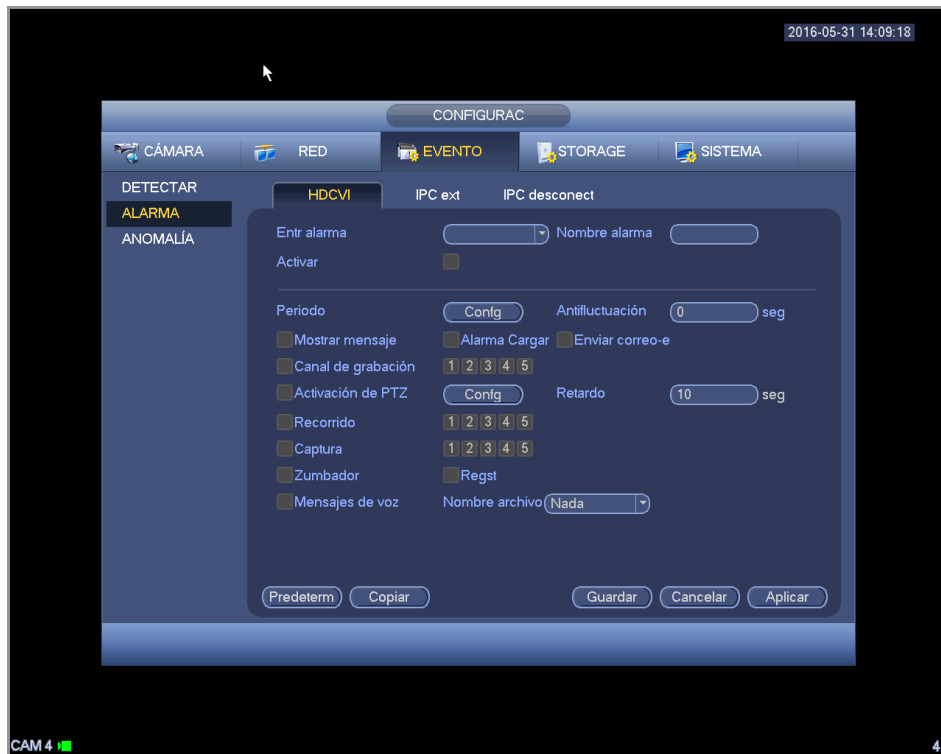 2016-05-31 14:09:18
CONFIGURAC
CÁMARA RED EVENTO STORAGE SISTEMA
DETECTAR
ALARMA
ANOMALÍA
HDCVI IPC ext IPC desconect
Entr alarma Nombre alarma
Activar
Periodo Confg Antifluctuación 0 seg
Mostrar mensaje Alarma Cargar Enviar correo-e
Canal de grabación 1 2 3 4 5
Activación de PTZ Confg Retardo 10 seg
Recorrido 1 2 3 4 5
Captura 1 2 3 4 5
Zumbador Regst
Mensajes de voz Nombre archivo Nada
Predeterm Copiar Guardar Cancelar Aplicar
CAM 4 4